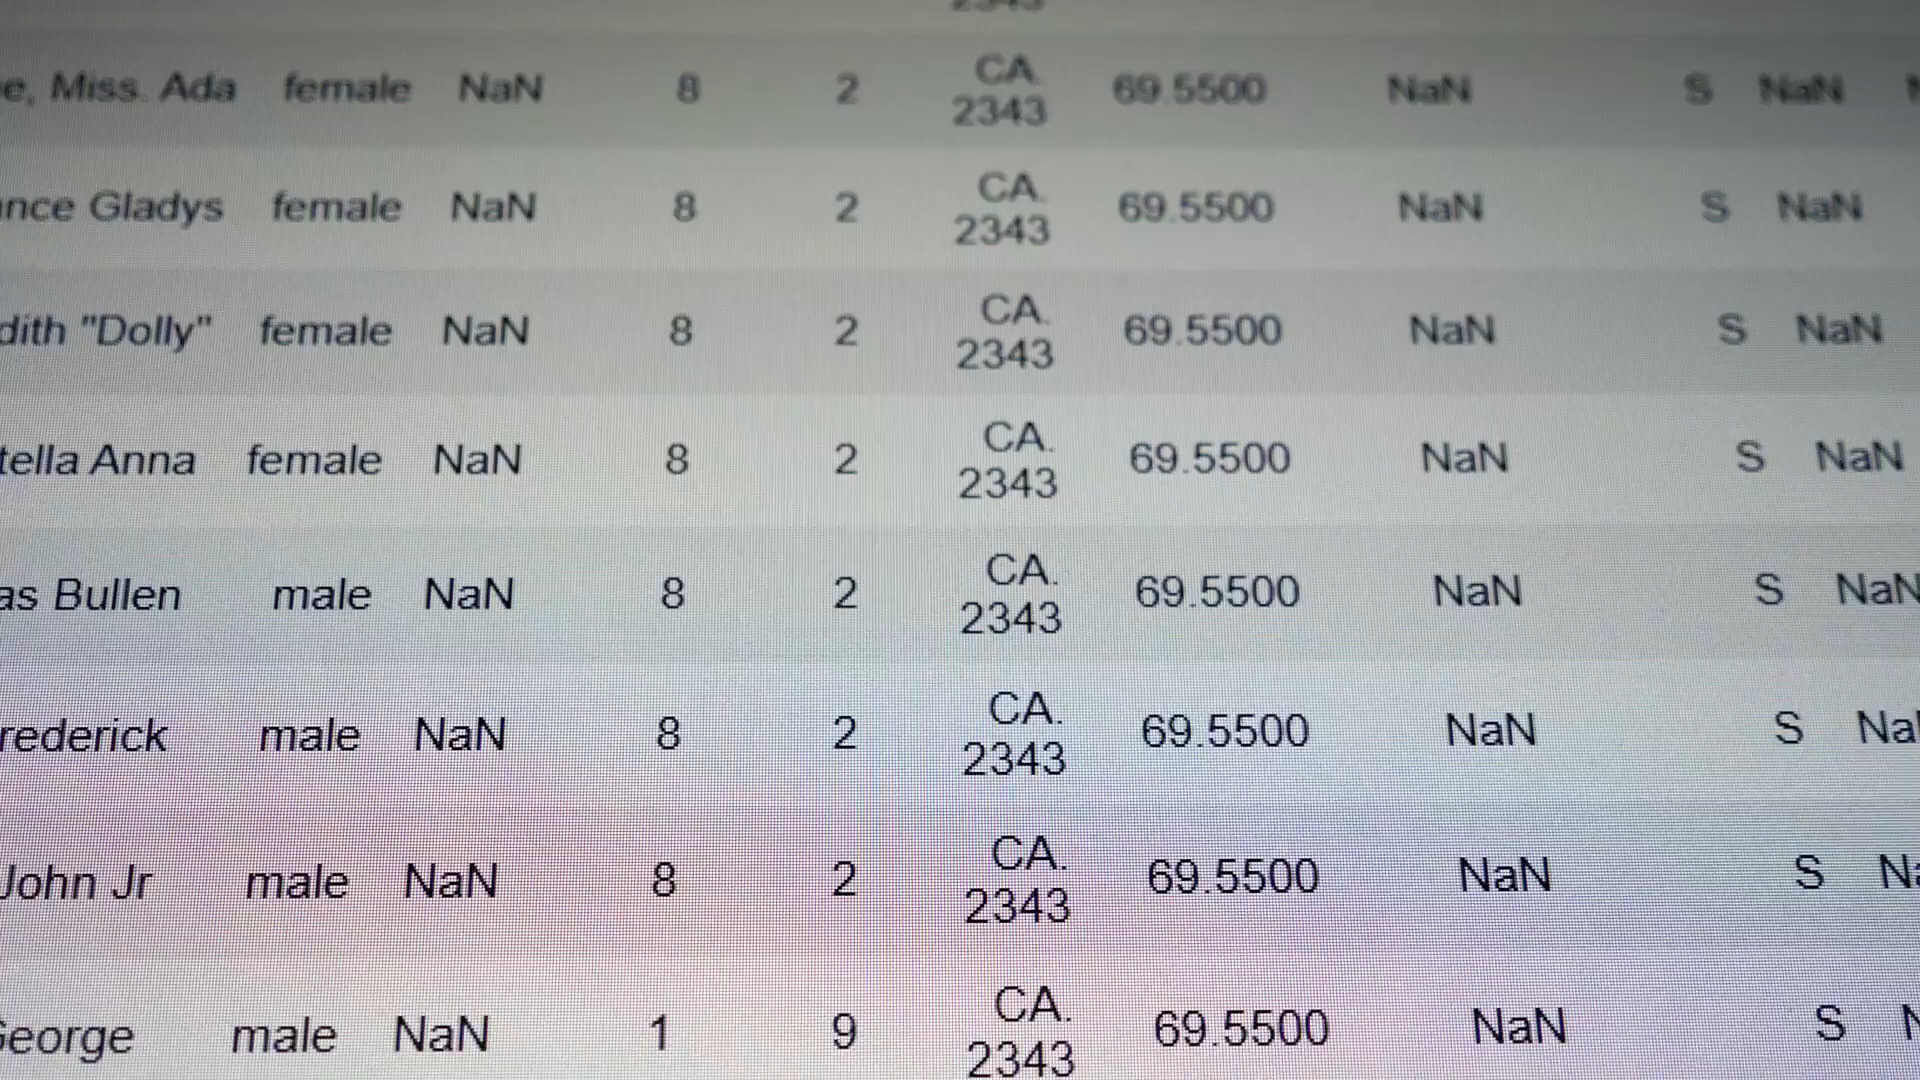 CA.
e, Miss. Ada female NaN 8 2 2343 69.5500 NaN S NaN
CA.
nce Gladys female NaN 8 2 2343 69.5500 NaN S NaN
CA.
dith "Dolly" female NaN 8 2 2343 69.5500 NaN S NaN
CA.
tella Anna female NaN 8 2 2343 69.5500 NaN S NaN
CA.
as Bullen male NaN 8 2 2343 69.5500 NaN S NaN
CA.
rederick male NaN 8 2 2343 69.5500 NaN S Na
CA.
John Jr male NaN 8 2 2343 69.5500 NaN S Na
CA.
George male NaN 1 9 2343 69.5500 NaN S N